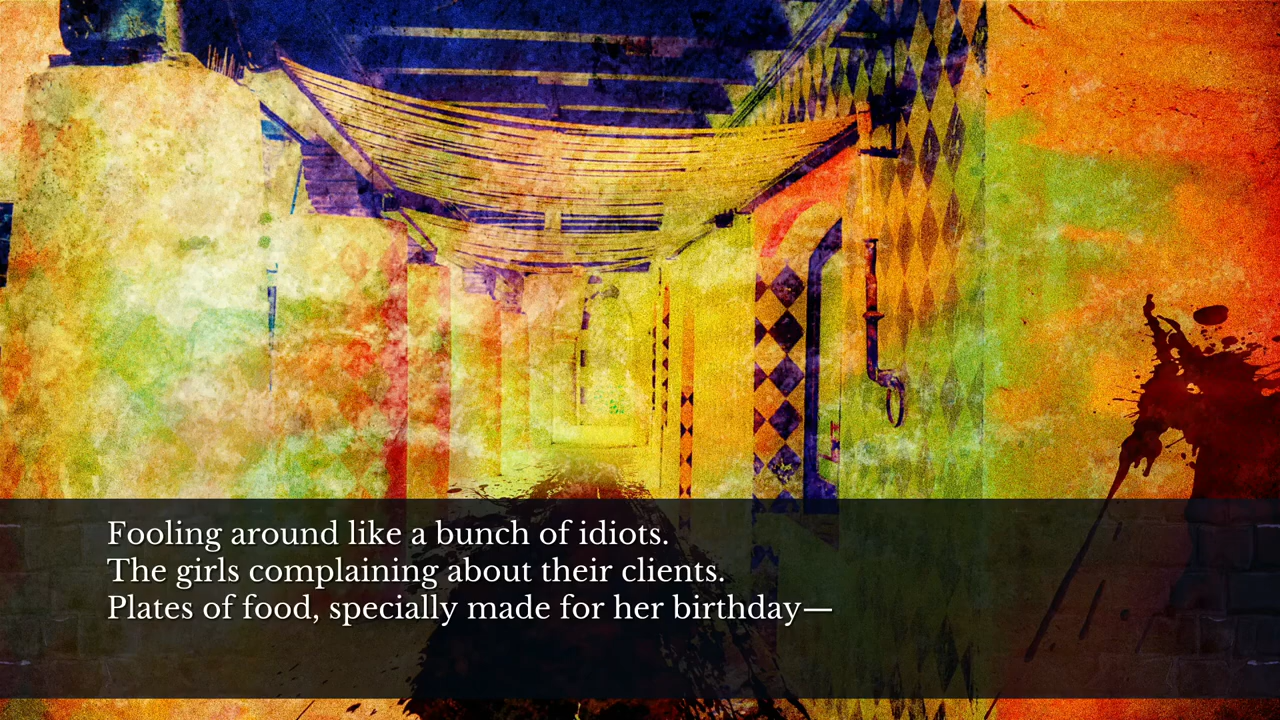 Fooling around like a bunch of idiots.
The girls complaining about their clients.
Plates of food, specially made for her birthday—